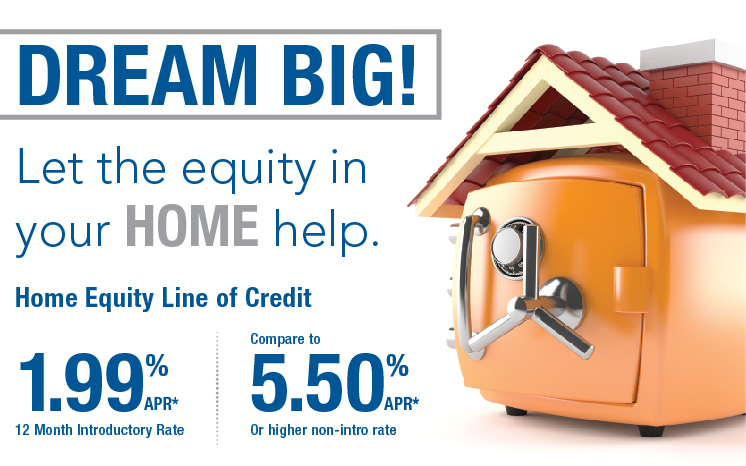 DREAM BIG!
Let the equity in
your HOME help.
Home Equity Line of Credit
1.99% APR*
12 Month Introductory Rate
Compare to
5.50% APR*
Or higher non-intro rate